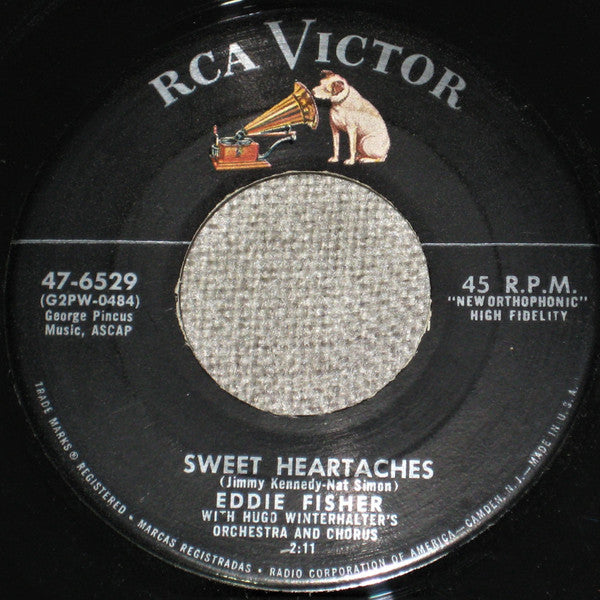 RCA VICTOR
47-6529
(G2PW-0484)
George Pincus
Music, ASCAP
45 R.P.M.
"NEW ORTHOPHONIC"
HIGH FIDELITY
SWEET HEARTACHES
(Jimmy Kennedy-Nat Simon)
EDDIE FISHER
WITH HUGO WINTERHALTER'S
ORCHESTRA AND CHORUS
2:11
TRADE MARKS ® REGISTERED • MARCAS REGISTRADAS • RADIO CORPORATION OF AMERICA—CAMDEN, N.J.—MADE IN U.S.A.